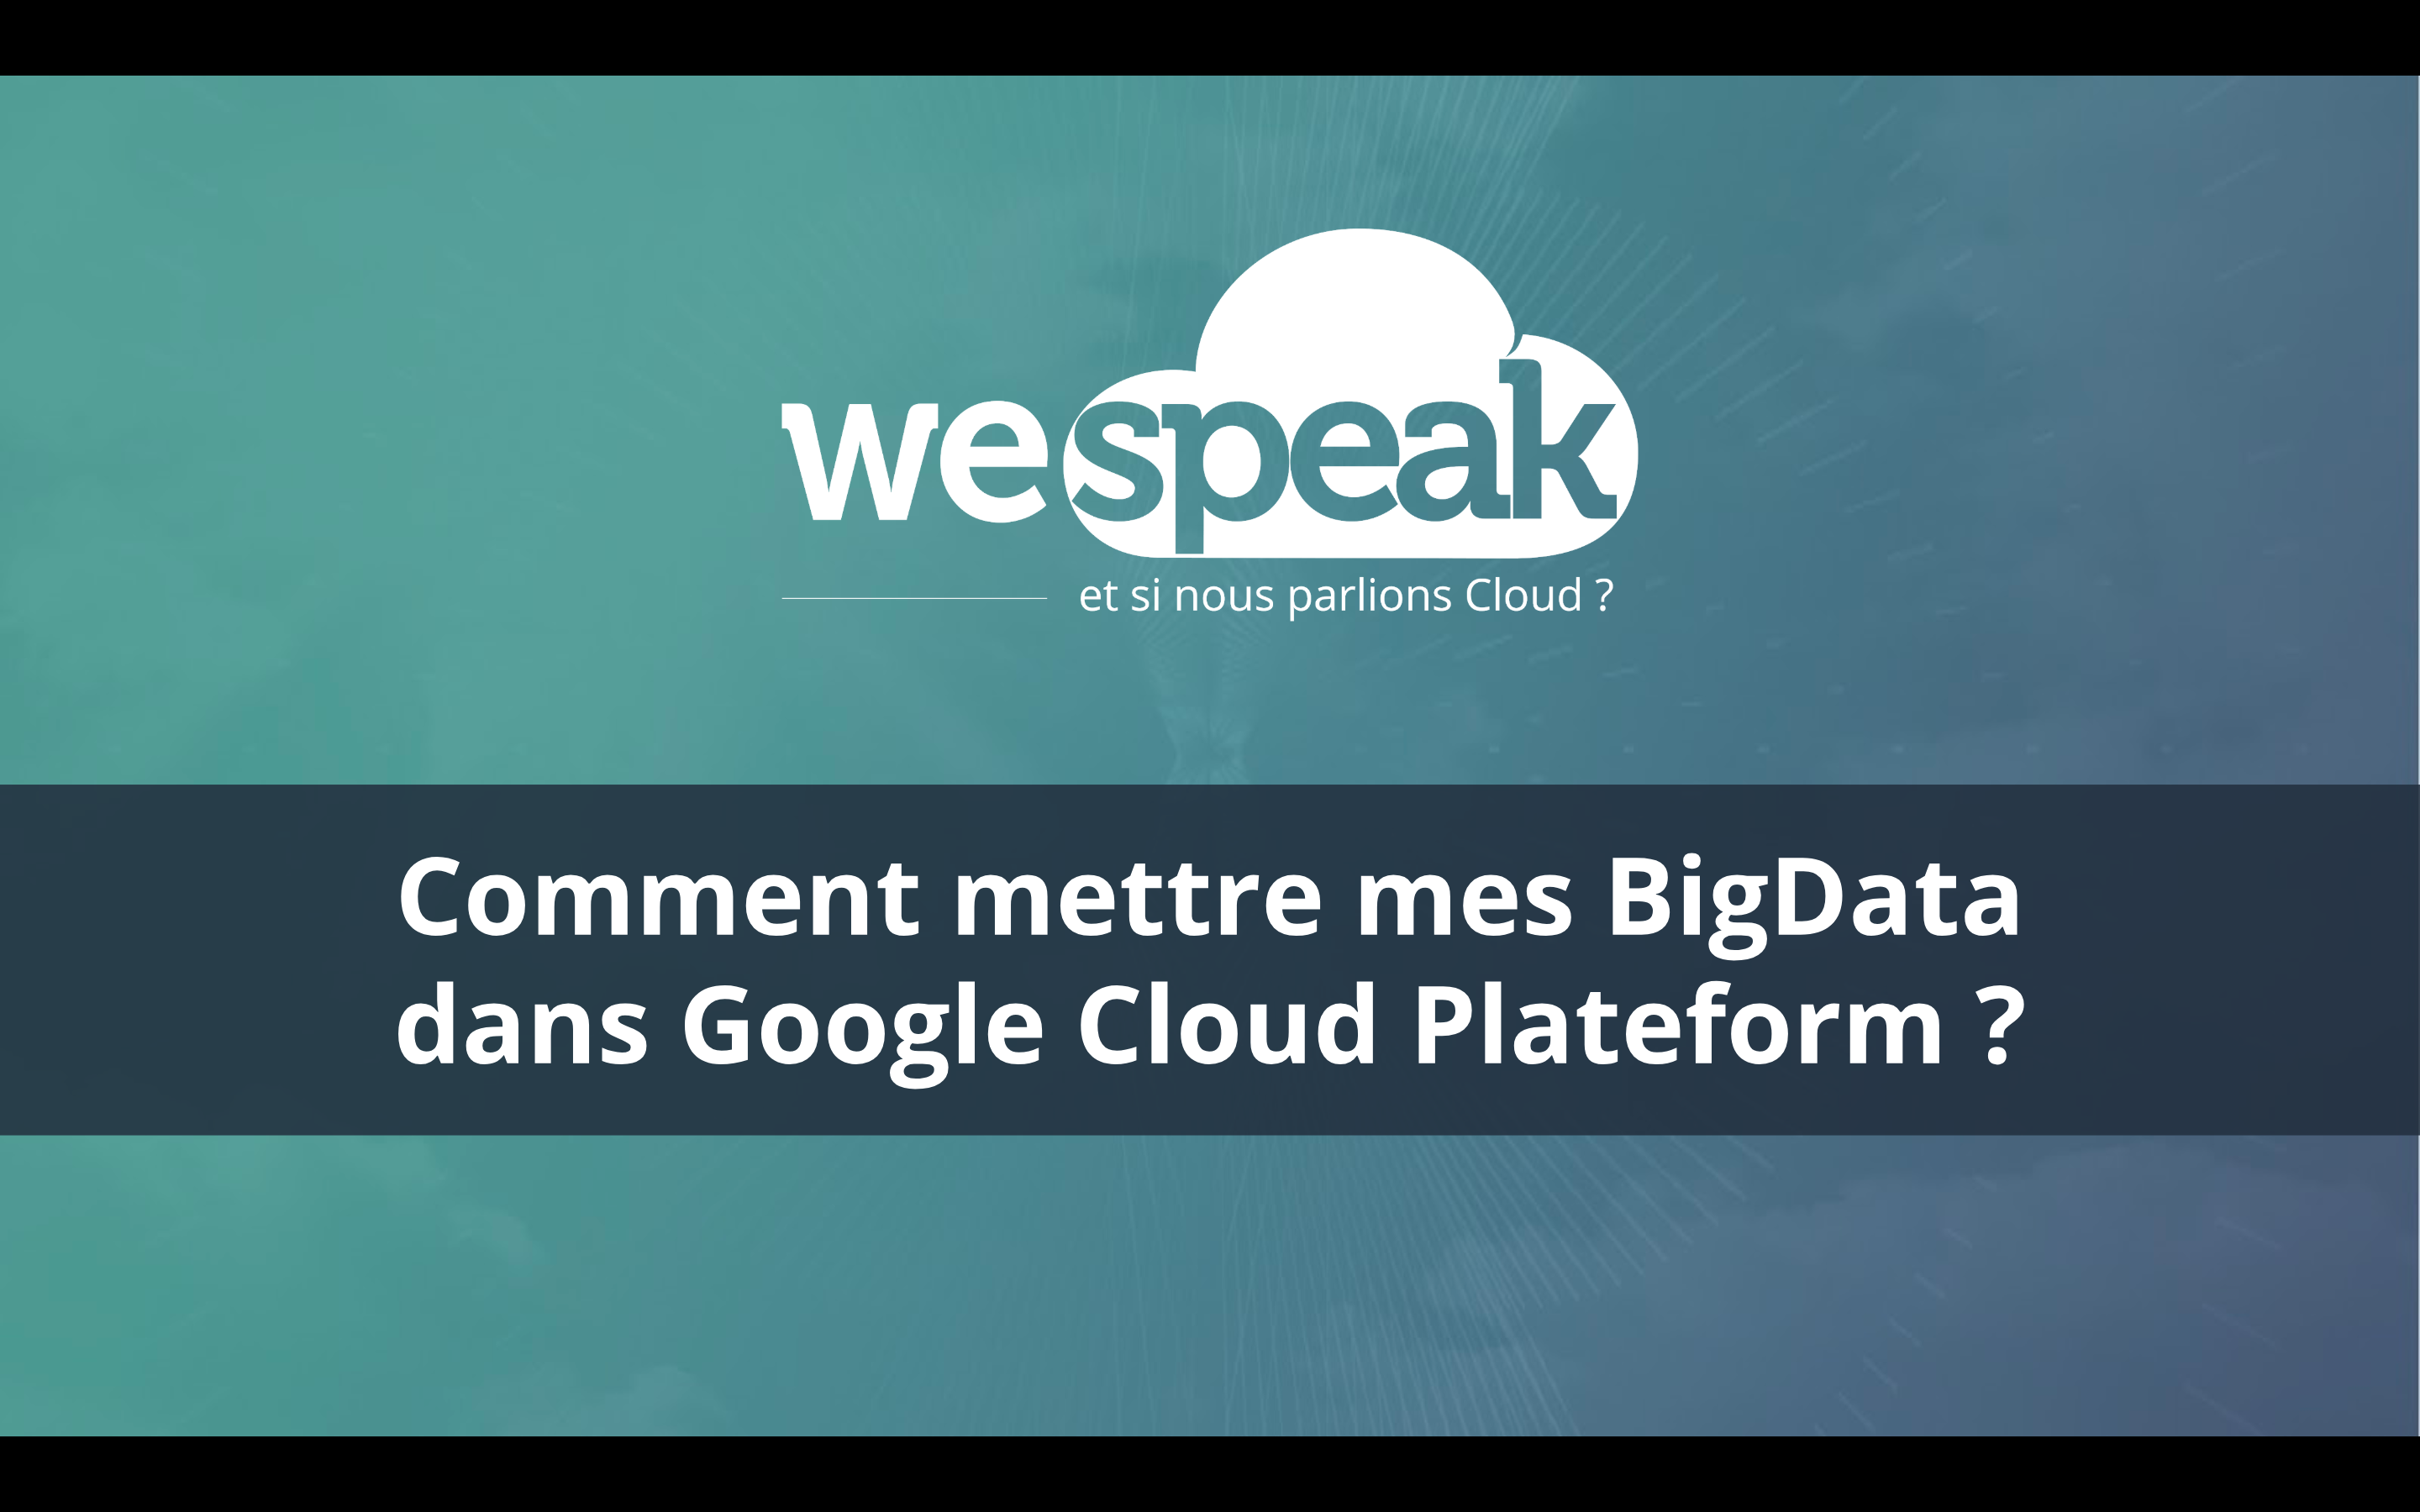 wespeak
et si nous parlions Cloud ?
Comment mettre mes BigData
dans Google Cloud Plateform ?